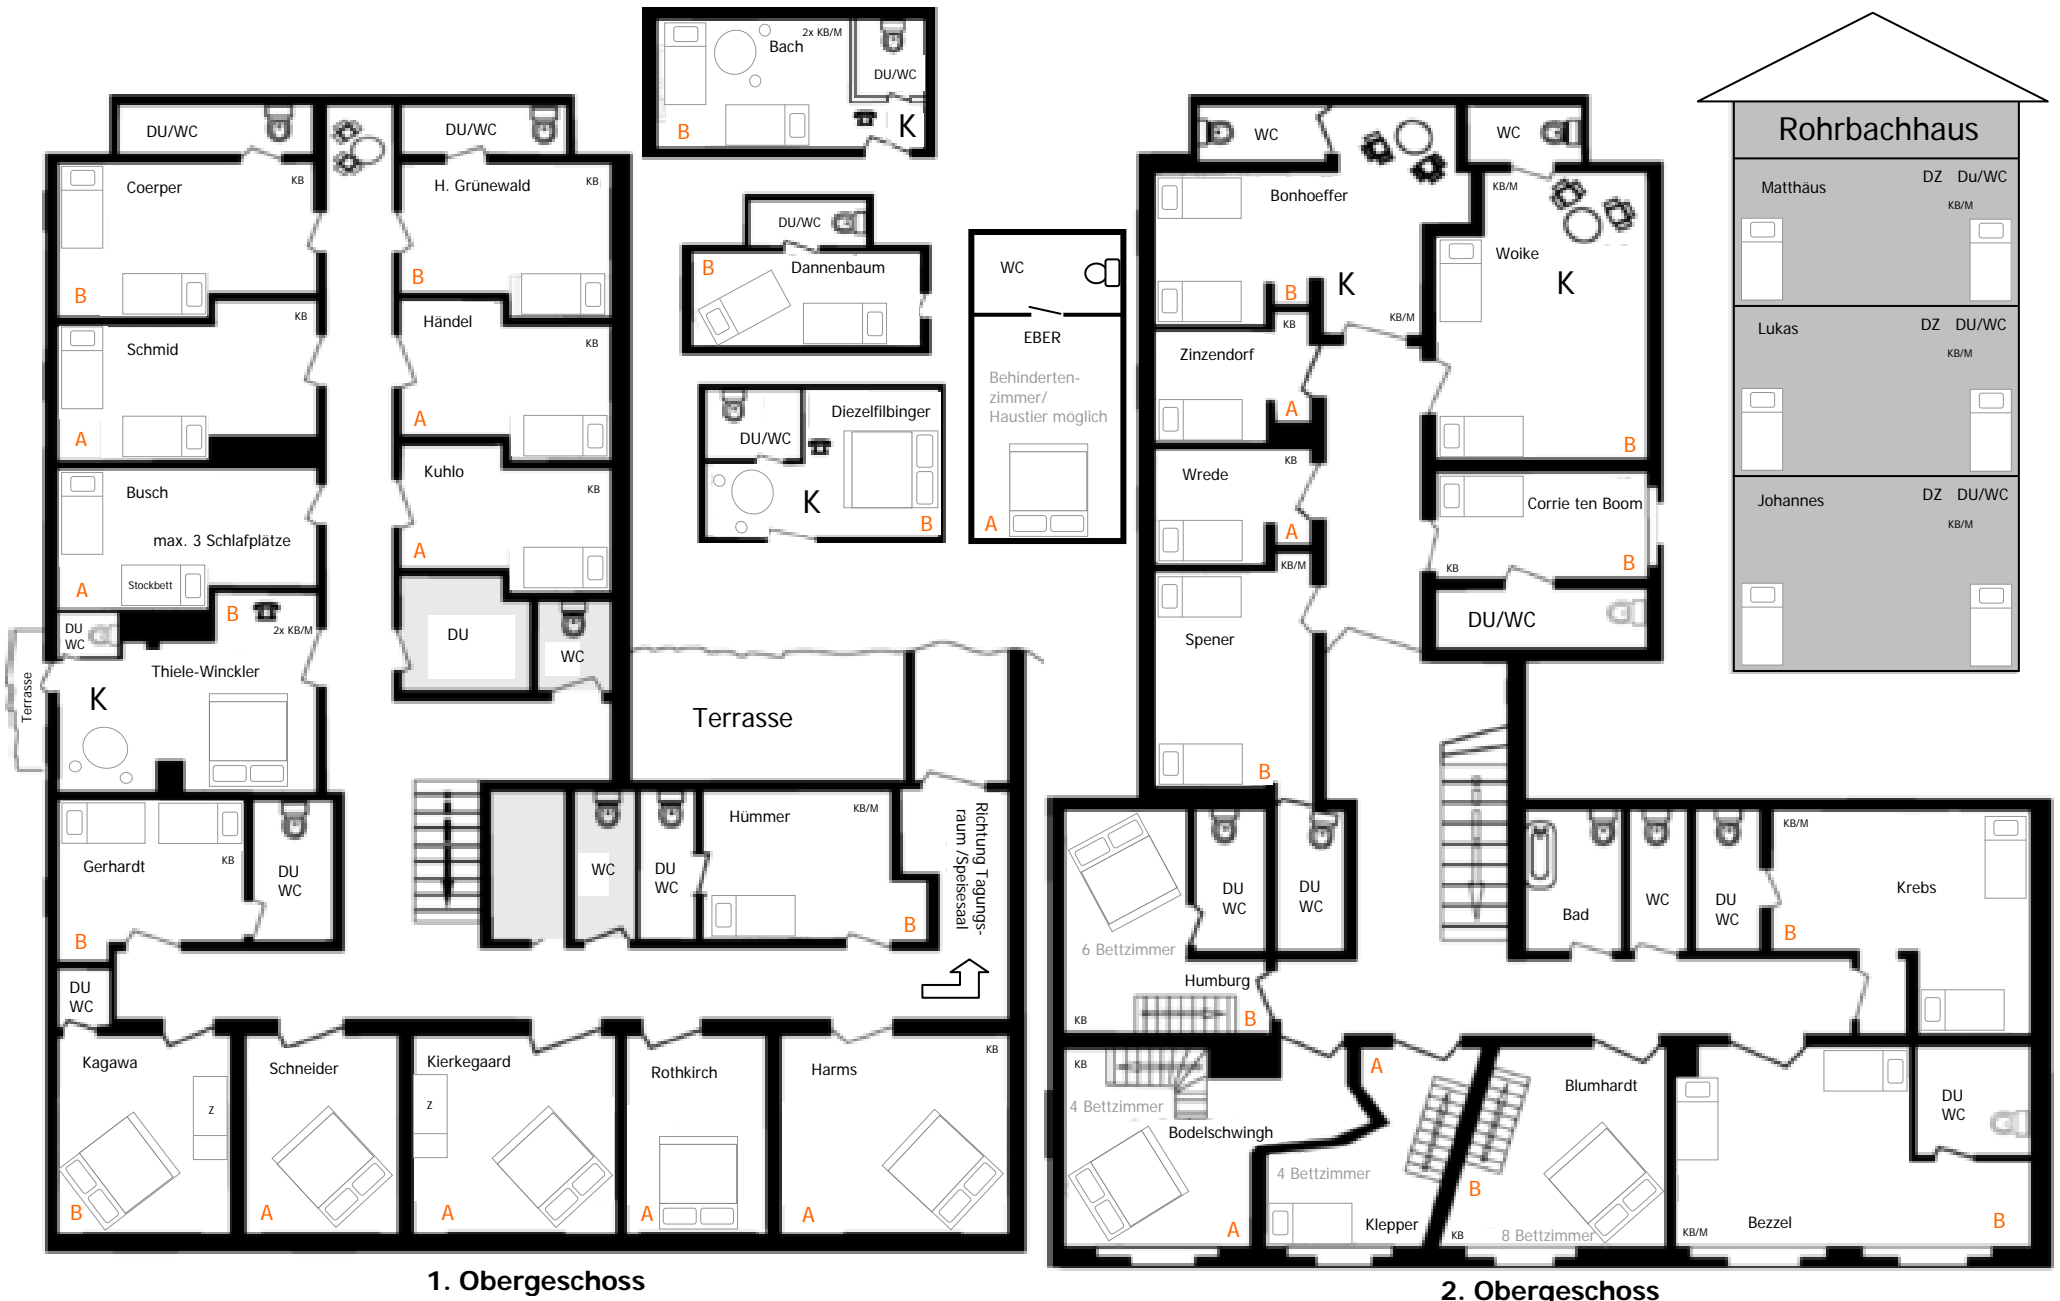 DU/WC
Coerper
KB
B
Schmid
KB
A
Busch
max. 3 Schlafplätze
Stockbett
A
DU
WC
B
2x KB/M
Thiele-Winckler
K
Terrasse
Gerhardt
KB
B
DU
WC
DU
WC
DU/WC
H. Grünewald
KB
B
Händel
KB
A
Kuhlo
KB
A
DU
WC
Terrasse
WC
DU
WC
Hümmer
KB/M
B
Richtung Tagungs-
raum /Speisesaal
Kagawa
Z
B
Schneider
A
Kierkegaard
Z
A
Rothkirch
A
Harms
KB
A
1. Obergeschoss
Bach
2x KB/M
DU/WC
B
K
DU/WC
B
Dannenbaum
Diezelfilbinger
DU/WC
K
B
WC
EBER
Behinderten-
zimmer/
Haustier möglich
A
WC
Bonhoeffer
B
K
KB/M
WC
KB/M
Woike
K
B
KB
Zinzendorf
A
Wrede
KB
A
Corrie ten Boom
KB
B
DU/WC
KB/M
Spener
B
DU
WC
DU
WC
6 Bettzimmer
Humburg
KB
B
Bad
WC
DU
WC
KB/M
Krebs
B
KB
4 Bettzimmer
Bodelschwingh
A
A
4 Bettzimmer
Klepper
Blumhardt
B
KB
8 Bettzimmer
Bezzel
KB/M
B
DU
WC
2. Obergeschoss
Rohrbachhaus
Matthäus
DZ Du/WC
KB/M
Lukas
DZ DU/WC
KB/M
Johannes
DZ DU/WC
KB/M